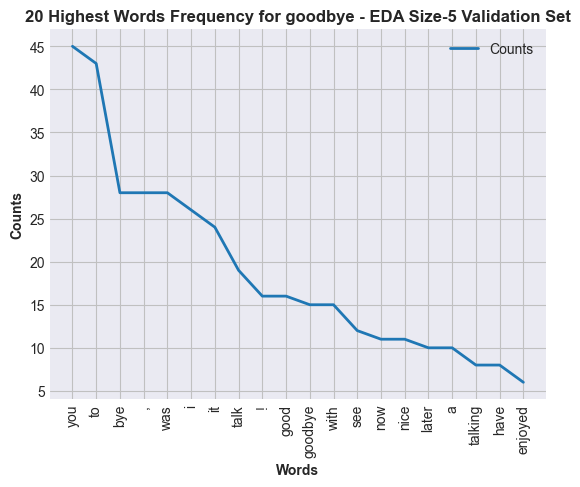 20 Highest Words Frequency for goodbye - EDA Size-5 Validation Set
Counts
45
40
35
30
25
20
15
10
5
Counts
you
to
bye
,
was
i
it
talk
!
good
goodbye
with
see
now
nice
later
a
talking
have
enjoyed
Words